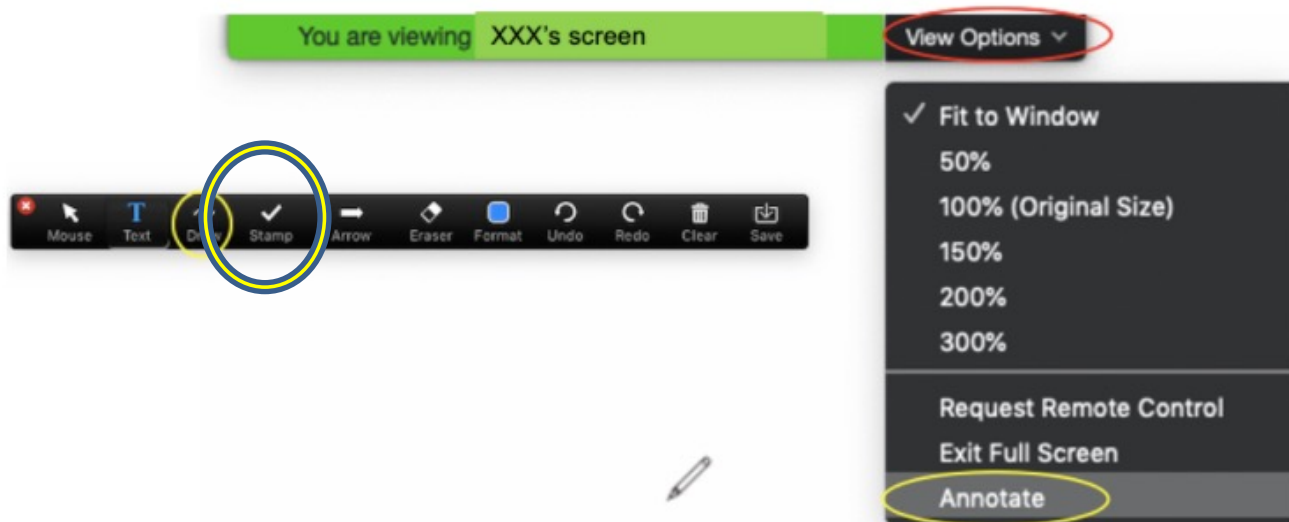 You are viewing XXX's screen
View Options
Fit to Window
50%
100% (Original Size)
150%
200%
300%
Request Remote Control
Exit Full Screen
Annotate
Mouse Text Draw Stamp Arrow Eraser Format Undo Redo Clear Save